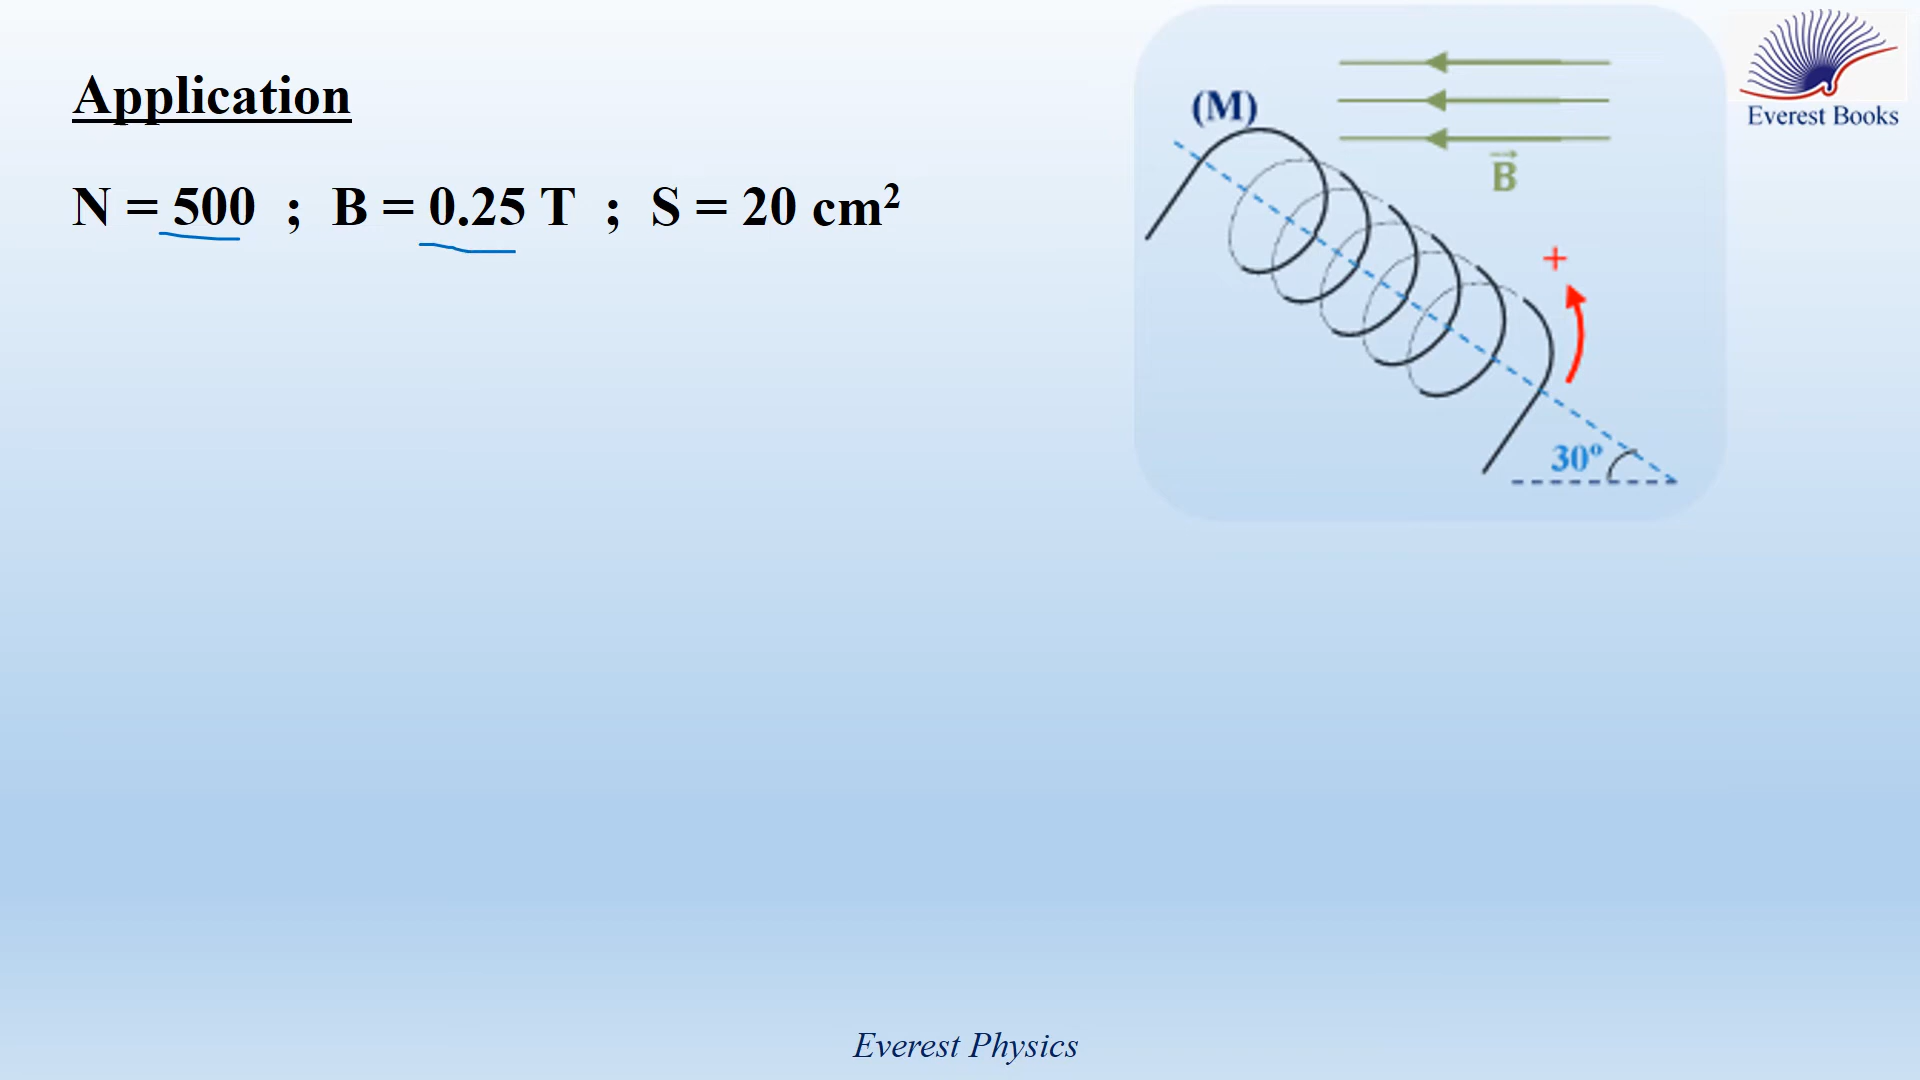 Application
N = 500 ; B = 0.25 T ; S = 20 cm²
(M)
B⃗
+
30º
Everest Books
Everest Physics